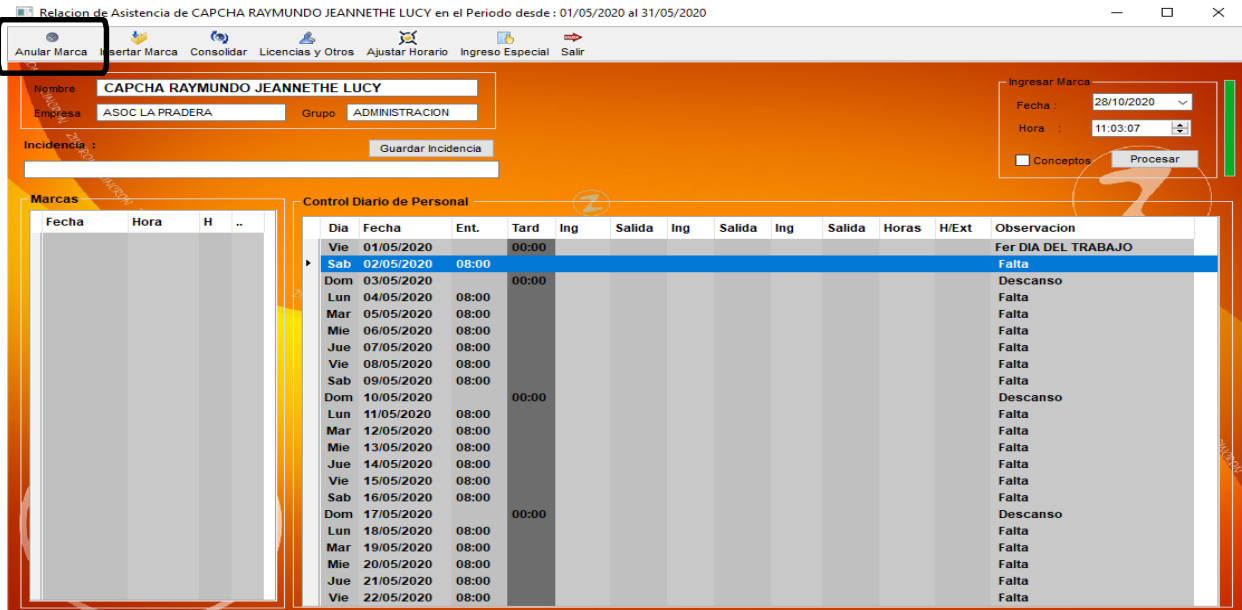 Relacion de Asistencia de CAPCHA RAYMUNDO JEANNETHE LUCY en el Periodo desde : 01/05/2020 al 31/05/2020
Anular Marca Insertar Marca Consolidar Licencias y Otros Ajustar Horario Ingreso Especial Salir
Nombre CAPCHA RAYMUNDO JEANNETHE LUCY
Empresa ASOC LA PRADERA Grupo ADMINISTRACION
Incidencia :
Guardar Incidencia
Ingresar Marca
Fecha : 28/10/2020
Hora : 11:03:07
Conceptos Procesar
Marcas
Fecha Hora H ..
Control Diario de Personal
Dia Fecha Ent. Tard Ing Salida Ing Salida Ing Salida Horas H/Ext Observacion
Vie 01/05/2020 00:00 Fer DIA DEL TRABAJO
Sab 02/05/2020 08:00 Falta
Dom 03/05/2020 00:00 Descanso
Lun 04/05/2020 08:00 Falta
Mar 05/05/2020 08:00 Falta
Mie 06/05/2020 08:00 Falta
Jue 07/05/2020 08:00 Falta
Vie 08/05/2020 08:00 Falta
Sab 09/05/2020 08:00 Falta
Dom 10/05/2020 00:00 Descanso
Lun 11/05/2020 08:00 Falta
Mar 12/05/2020 08:00 Falta
Mie 13/05/2020 08:00 Falta
Jue 14/05/2020 08:00 Falta
Vie 15/05/2020 08:00 Falta
Sab 16/05/2020 08:00 Falta
Dom 17/05/2020 00:00 Descanso
Lun 18/05/2020 08:00 Falta
Mar 19/05/2020 08:00 Falta
Mie 20/05/2020 08:00 Falta
Jue 21/05/2020 08:00 Falta
Vie 22/05/2020 08:00 Falta